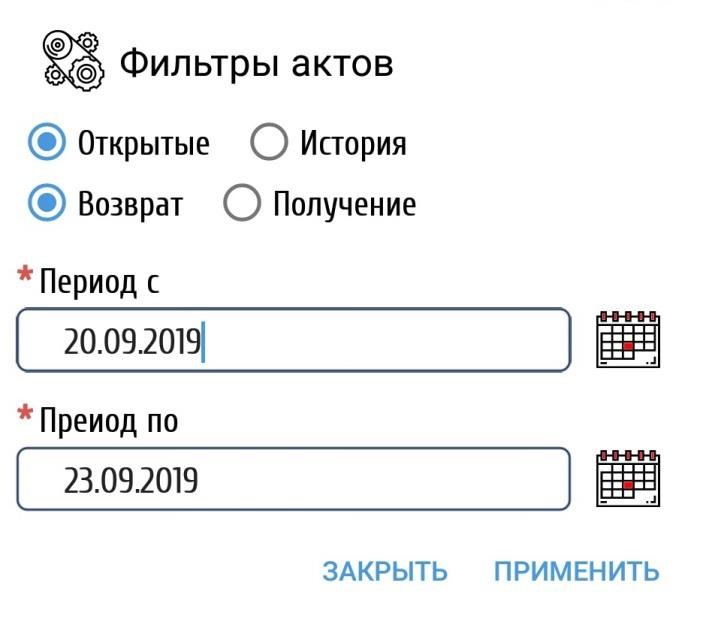 Фильтры актов
Открытые История
Возврат Получение
* Период с
20.09.2019
* Преиод по
23.09.2019
ЗАКРЫТЬ ПРИМЕНИТЬ